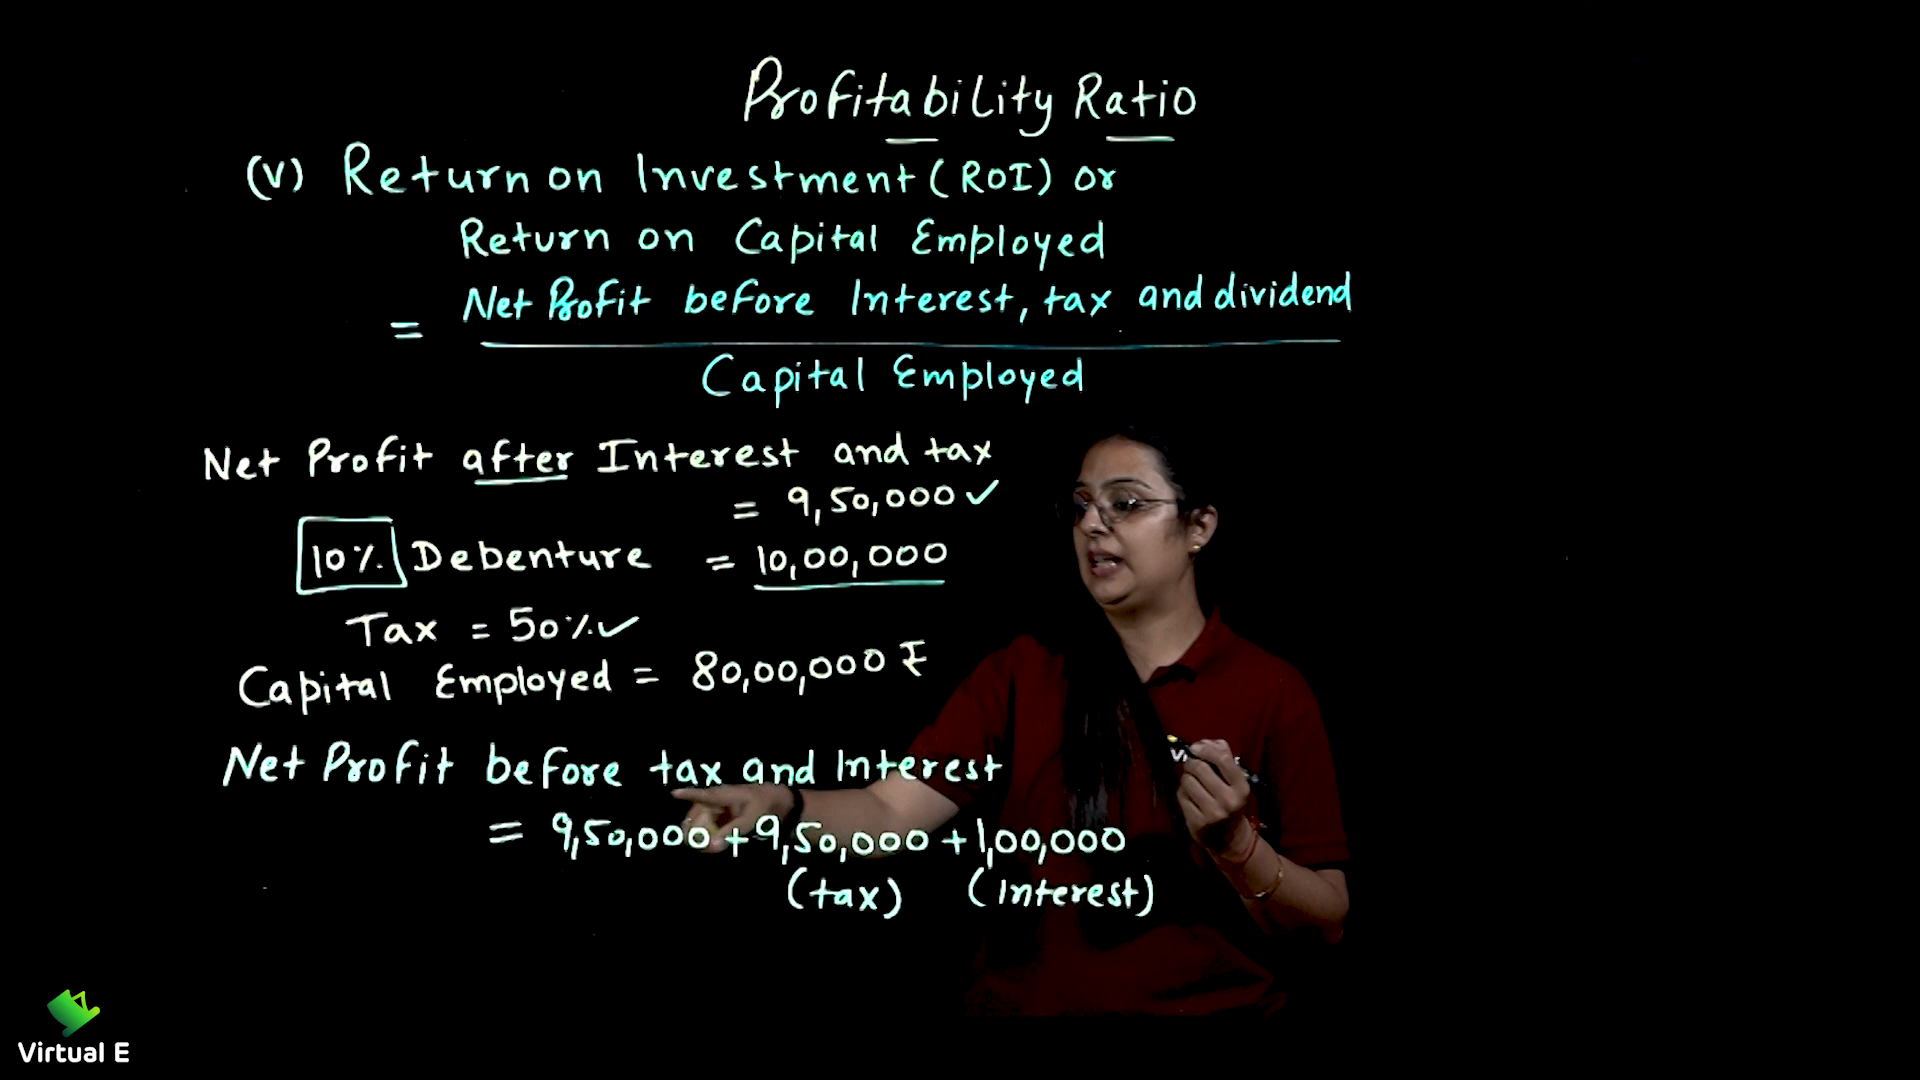 Profitability Ratio
(V) Return on Investment (ROI) or
Return on Capital Employed
= Net Profit before Interest, tax and dividend
Capital Employed
Net Profit after Interest and tax
= 9,50,000 ✓
10% Debenture = 10,00,000
Tax = 50% ✓
Capital Employed = 80,00,000 ₹
Net Profit before tax and Interest
= 9,50,000 + 9,50,000 + 1,00,000
(tax) (Interest)
Virtual E